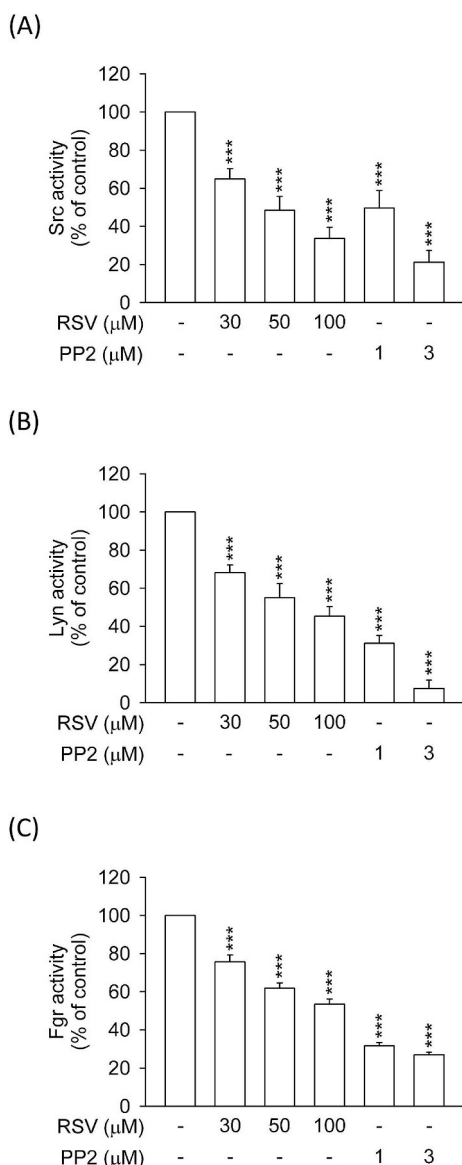 (A)
120
100
80
60
40
20
0
Src activity
(% of control)
*** *** *** *** ***
RSV (μM) - 30 50 100 - -
PP2 (μM) - - - - 1 3
(B)
120
100
80
60
40
20
0
Lyn activity
(% of control)
*** *** *** *** ***
RSV (μM) - 30 50 100 - -
PP2 (μM) - - - - 1 3
(C)
120
100
80
60
40
20
0
Fgr activity
(% of control)
*** *** *** *** ***
RSV (μM) - 30 50 100 - -
PP2 (μM) - - - - 1 3